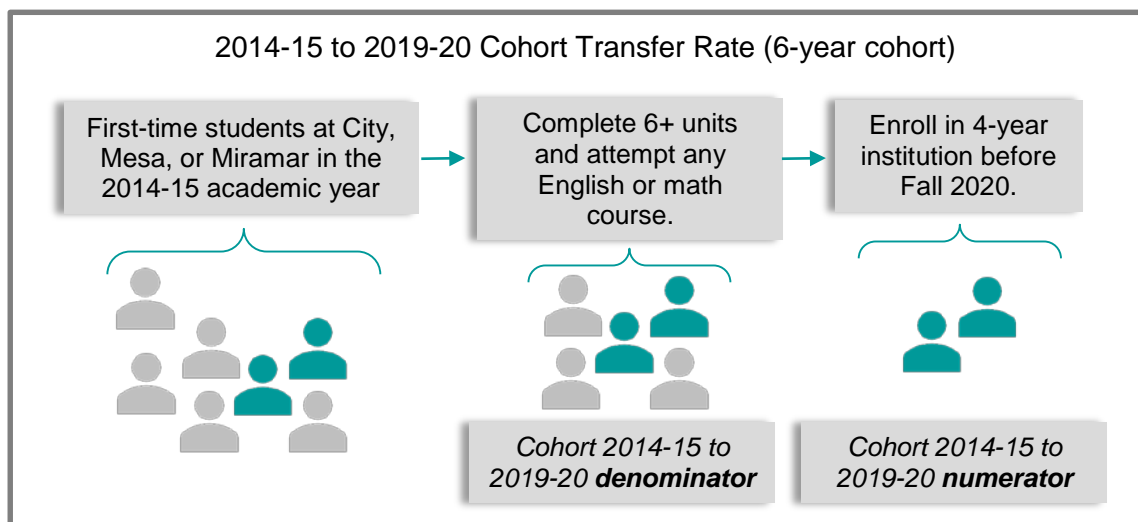 2014-15 to 2019-20 Cohort Transfer Rate (6-year cohort)
First-time students at City,
Mesa, or Miramar in the
2014-15 academic year
Complete 6+ units
and attempt any
English or math
course.
Enroll in 4-year
institution before
Fall 2020.
Cohort 2014-15 to
2019-20 denominator
Cohort 2014-15 to
2019-20 numerator